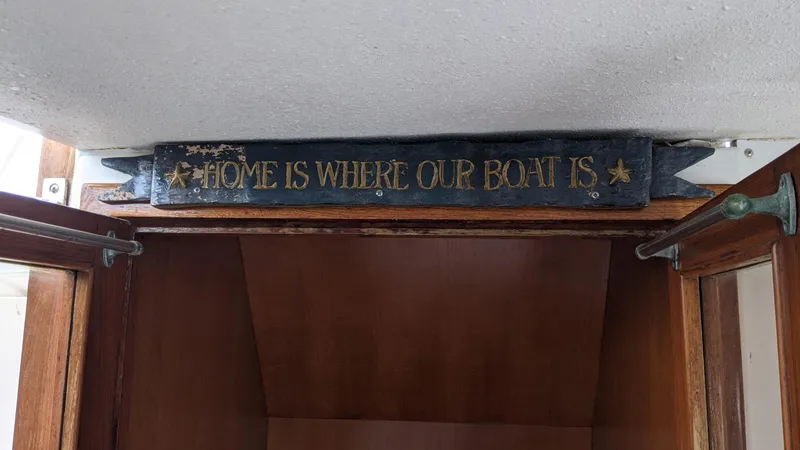 HOME IS WHERE OUR BOAT IS